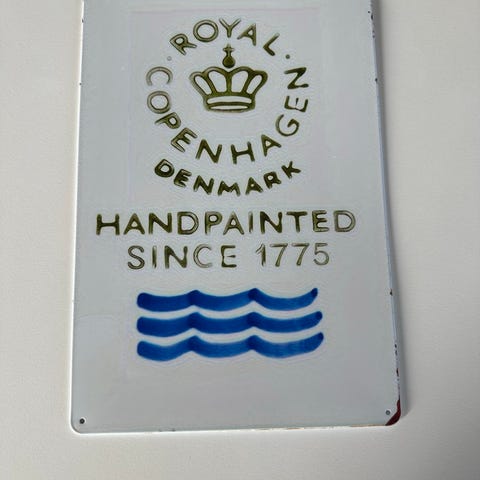 ROYAL
COPENHAGEN
DENMARK
HANDPAINTED
SINCE 1775